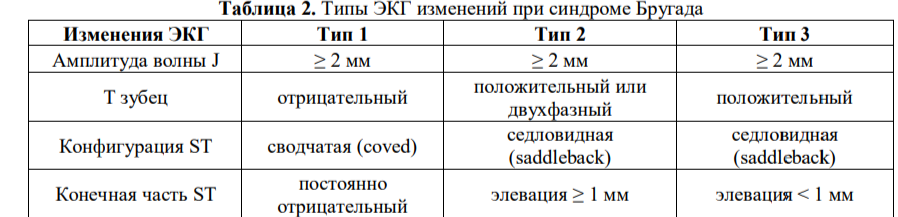 Таблица 2. Типы ЭКГ изменений при синдроме Бругада
Изменения ЭКГ Тип 1 Тип 2 Тип 3
Амплитуда волны J ≥ 2 мм ≥ 2 мм ≥ 2 мм
Т зубец отрицательный положительный или двухфазный положительный
Конфигурация ST сводчатая (coved) седловидная (saddleback) седловидная (saddleback)
Конечная часть ST постоянно отрицательный элевация ≥ 1 мм элевация < 1 мм